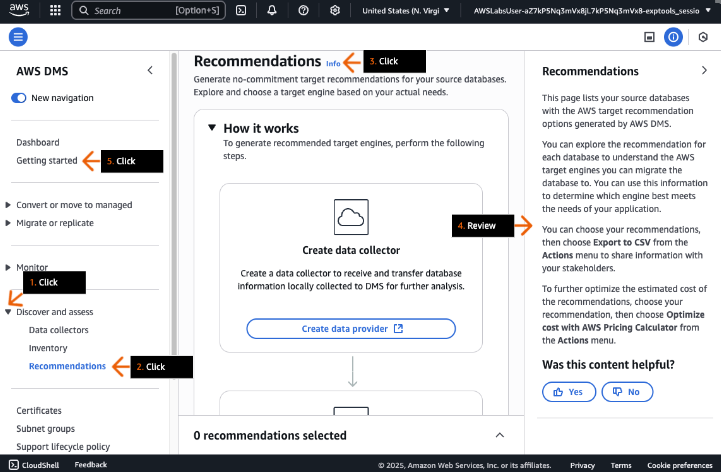 aws
Search
[Option+S]
United States (N. Virgi
AWSLabsUser-aZ7kP5Nq3mVx8jL7kP5Nq3mVx8-exptools_sessio
AWS DMS
New navigation
Dashboard
Getting started
5. Click
Convert or move to managed
Migrate or replicate
Monitor
1. Click
Discover and assess
Data collectors
Inventory
Recommendations
2. Click
Certificates
Subnet groups
Support lifecycle policy
Recommendations Info
3. Click
Generate no-commitment target recommendations for your source databases.
Explore and choose a target engine based on your actual needs.
How it works
To generate recommended target engines, perform the following
steps.
Create data collector
Create a data collector to receive and transfer database
information locally collected to DMS for further analysis.
Create data provider
0 recommendations selected
4. Review
Recommendations
This page lists your source databases
with the AWS target recommendation
options generated by AWS DMS.
You can explore the recommendation for
each database to understand the AWS
target engines you can migrate the
database to. You can use this information
to determine which engine best meets
the needs of your application.
You can choose your recommendations,
then choose Export to CSV from the
Actions menu to share information with
your stakeholders.
To further optimize the estimated cost of
the recommendations, choose your
recommendation, then choose Optimize
cost with AWS Pricing Calculator from
the Actions menu.
Was this content helpful?
Yes
No
CloudShell
Feedback
© 2025, Amazon Web Services, Inc. or its affiliates.
Privacy
Terms
Cookie preferences